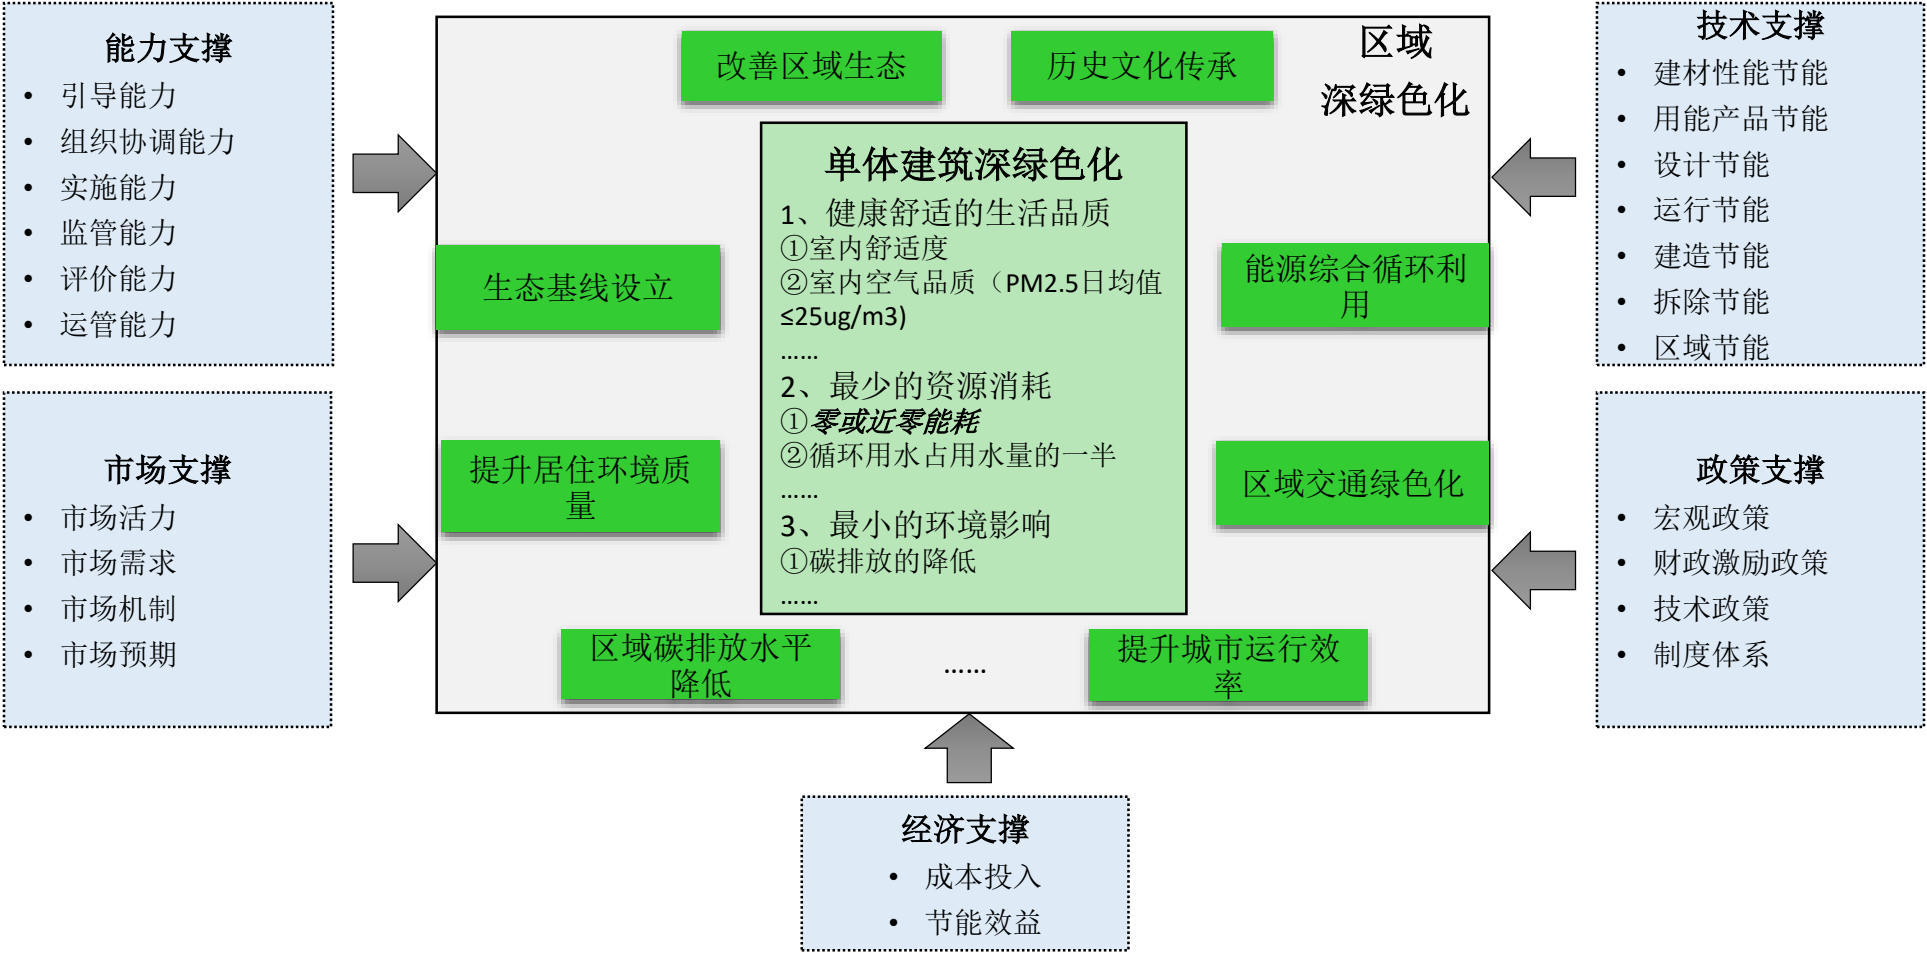 能力支撑
• 引导能力
• 组织协调能力
• 实施能力
• 监管能力
• 评价能力
• 运管能力
市场支撑
• 市场活力
• 市场需求
• 市场机制
• 市场预期
区域
深绿色化
改善区域生态
历史文化传承
生态基线设立
提升居住环境质
量
单体建筑深绿色化
1、健康舒适的生活品质
①室内舒适度
②室内空气品质（PM2.5日均值
≤25ug/m3)
……
2、最少的资源消耗
①零或近零能耗
②循环用水占用水量的一半
……
3、最小的环境影响
①碳排放的降低
……
能源综合循环利
用
区域交通绿色化
区域碳排放水平
降低
……
提升城市运行效
率
技术支撑
• 建材性能节能
• 用能产品节能
• 设计节能
• 运行节能
• 建造节能
• 拆除节能
• 区域节能
政策支撑
• 宏观政策
• 财政激励政策
• 技术政策
• 制度体系
经济支撑
• 成本投入
• 节能效益